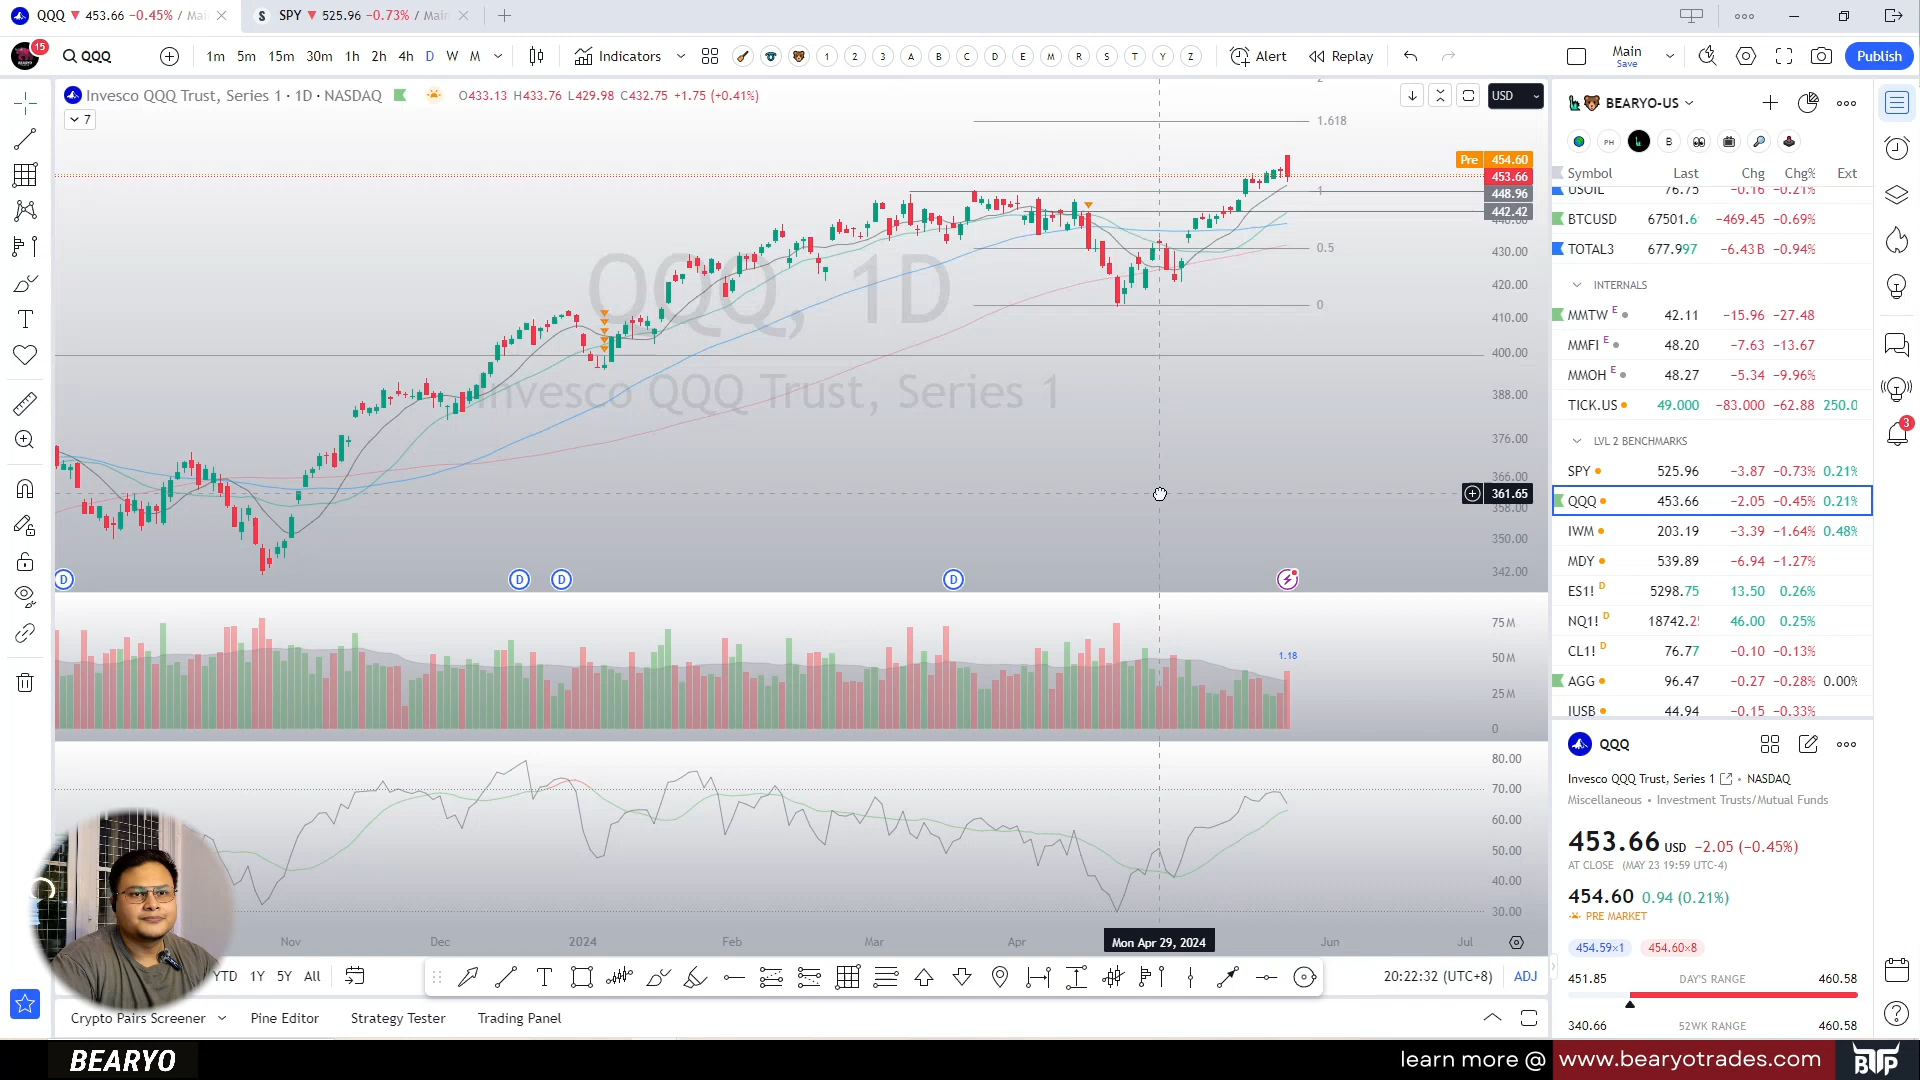 QQQ ▼ 453.66 −0.45% / Mai
SPY ▼ 525.96 −0.73% / Main
15
QQQ
1m 5m 15m 30m 1h 2h 4h D W M
Indicators
1 2 3 A B C D E M R S T Y Z
Alert
Replay
Main
Save
Publish
Invesco QQQ Trust, Series 1 · 1D · NASDAQ
O433.13 H433.76 L429.98 C432.75 +1.75 (+0.41%)
7
USD
2
1.618
1
0.5
0
QQQ, 1D
Invesco QQQ Trust, Series 1
Pre 454.60
453.66
448.96
442.42
430.00
420.00
410.00
400.00
388.00
376.00
366.00
361.65
358.00
350.00
342.00
D D D D
1.18
75 M
50 M
25 M
0
80.00
70.00
60.00
50.00
40.00
30.00
Nov Dec 2024 Feb Mar Apr Mon Apr 29, 2024 Jun Jul
YTD 1Y 5Y All
20:22:32 (UTC+8)
ADJ
Crypto Pairs Screener
Pine Editor
Strategy Tester
Trading Panel
BEARYO-US
PH
B
Symbol Last Chg Chg% Ext
USOIL 76.75 −0.16 −0.21%
BTCUSD 67501.6 −469.45 −0.69%
TOTAL3 677.997 −6.43 B −0.94%
INTERNALS
MMTW E 42.11 −15.96 −27.48
MMFI E 48.20 −7.63 −13.67
MMOH E 48.27 −5.34 −9.96%
TICK.US 49.000 −83.000 −62.88 250.0
LVL 2 BENCHMARKS
SPY 525.96 −3.87 −0.73% 0.21%
QQQ 453.66 −2.05 −0.45% 0.21%
IWM 203.19 −3.39 −1.64% 0.48%
MDY 539.89 −6.94 −1.27%
ES1! D 5298.75 13.50 0.26%
NQ1! D 18742.2 46.00 0.25%
CL1! D 76.77 −0.10 −0.13%
AGG 96.47 −0.27 −0.28% 0.00%
IUSB 44.94 −0.15 −0.33%
QQQ
Invesco QQQ Trust, Series 1 • NASDAQ
Miscellaneous • Investment Trusts/Mutual Funds
453.66 USD −2.05 (−0.45%)
AT CLOSE (MAY 23 19:59 UTC-4)
454.60 0.94 (0.21%)
PRE MARKET
454.59×1 454.60×8
451.85 DAY'S RANGE 460.58
340.66 52WK RANGE 460.58
3
BEARYO
learn more @ www.bearyotrades.com
BTP